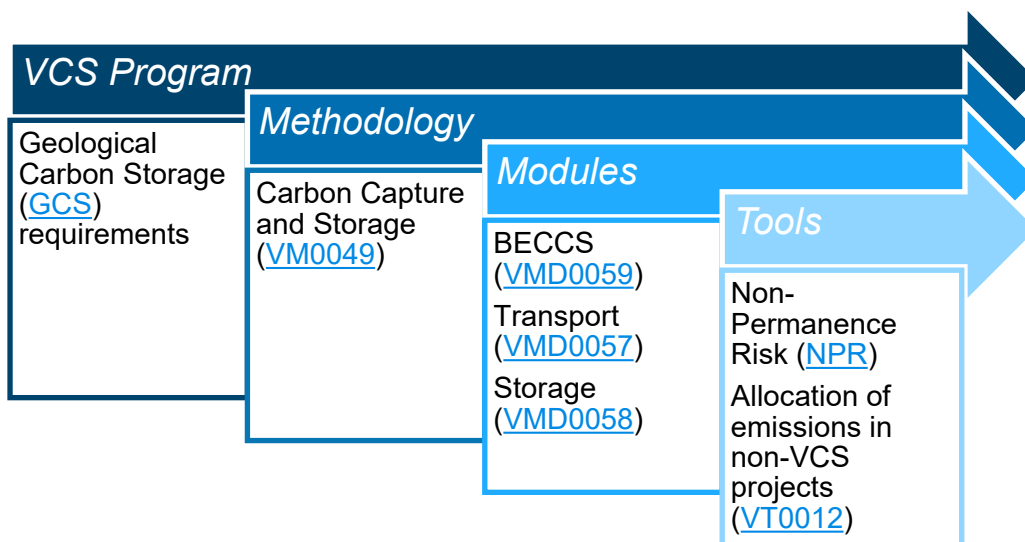 VCS Program
Geological
Carbon Storage
(GCS)
requirements
Methodology
Carbon Capture
and Storage
(VM0049)
Modules
BECCS
(VMD0059)
Transport
(VMD0057)
Storage
(VMD0058)
Tools
Non-
Permanence
Risk (NPR)
Allocation of
emissions in
non-VCS
projects
(VT0012)